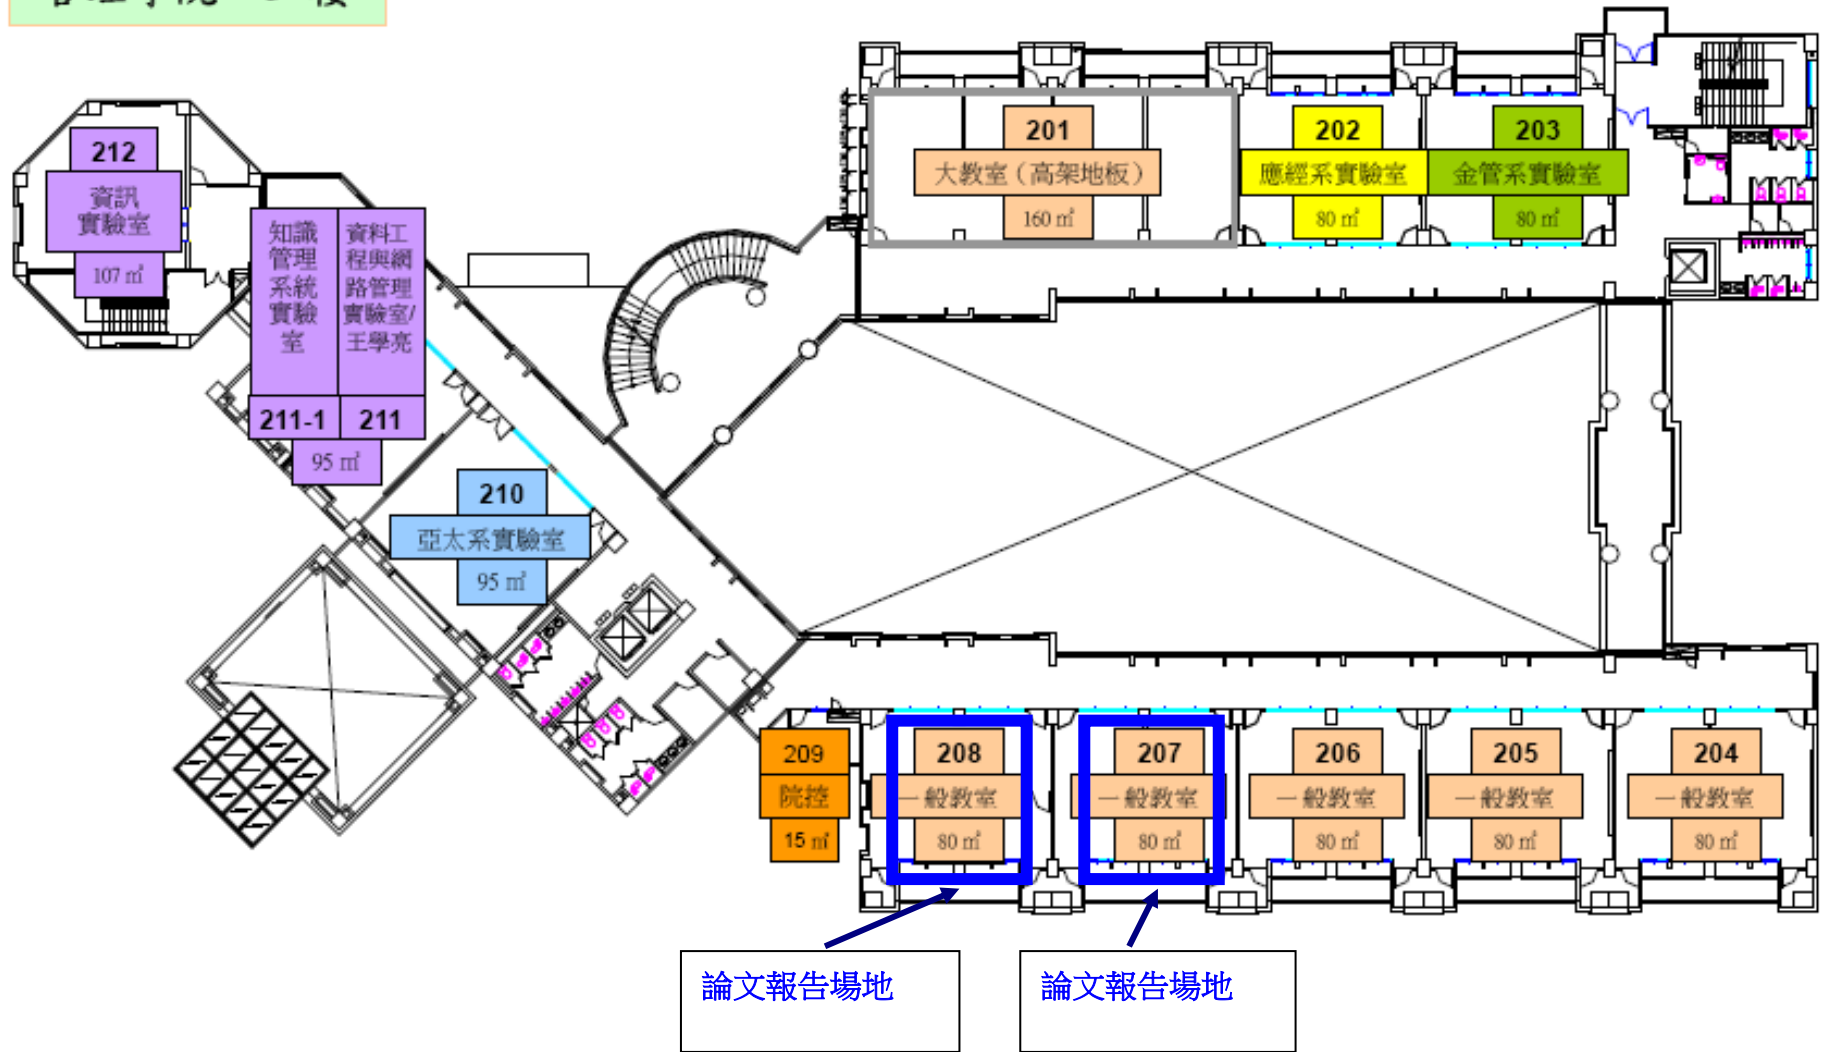 201
大教室（高架地板）
160 ㎡
202
應經系實驗室
80 ㎡
203
金管系實驗室
80 ㎡
212
資訊
實驗室
107 ㎡
知識
管理
系統
實驗
室
211-1
資料工
程與網
路管理
實驗室/
王學亮
211
95 ㎡
210
亞太系實驗室
95 ㎡
209
院控
15 ㎡
208
一般教室
80 ㎡
207
一般教室
80 ㎡
206
一般教室
80 ㎡
205
一般教室
80 ㎡
204
一般教室
80 ㎡
論文報告場地
論文報告場地